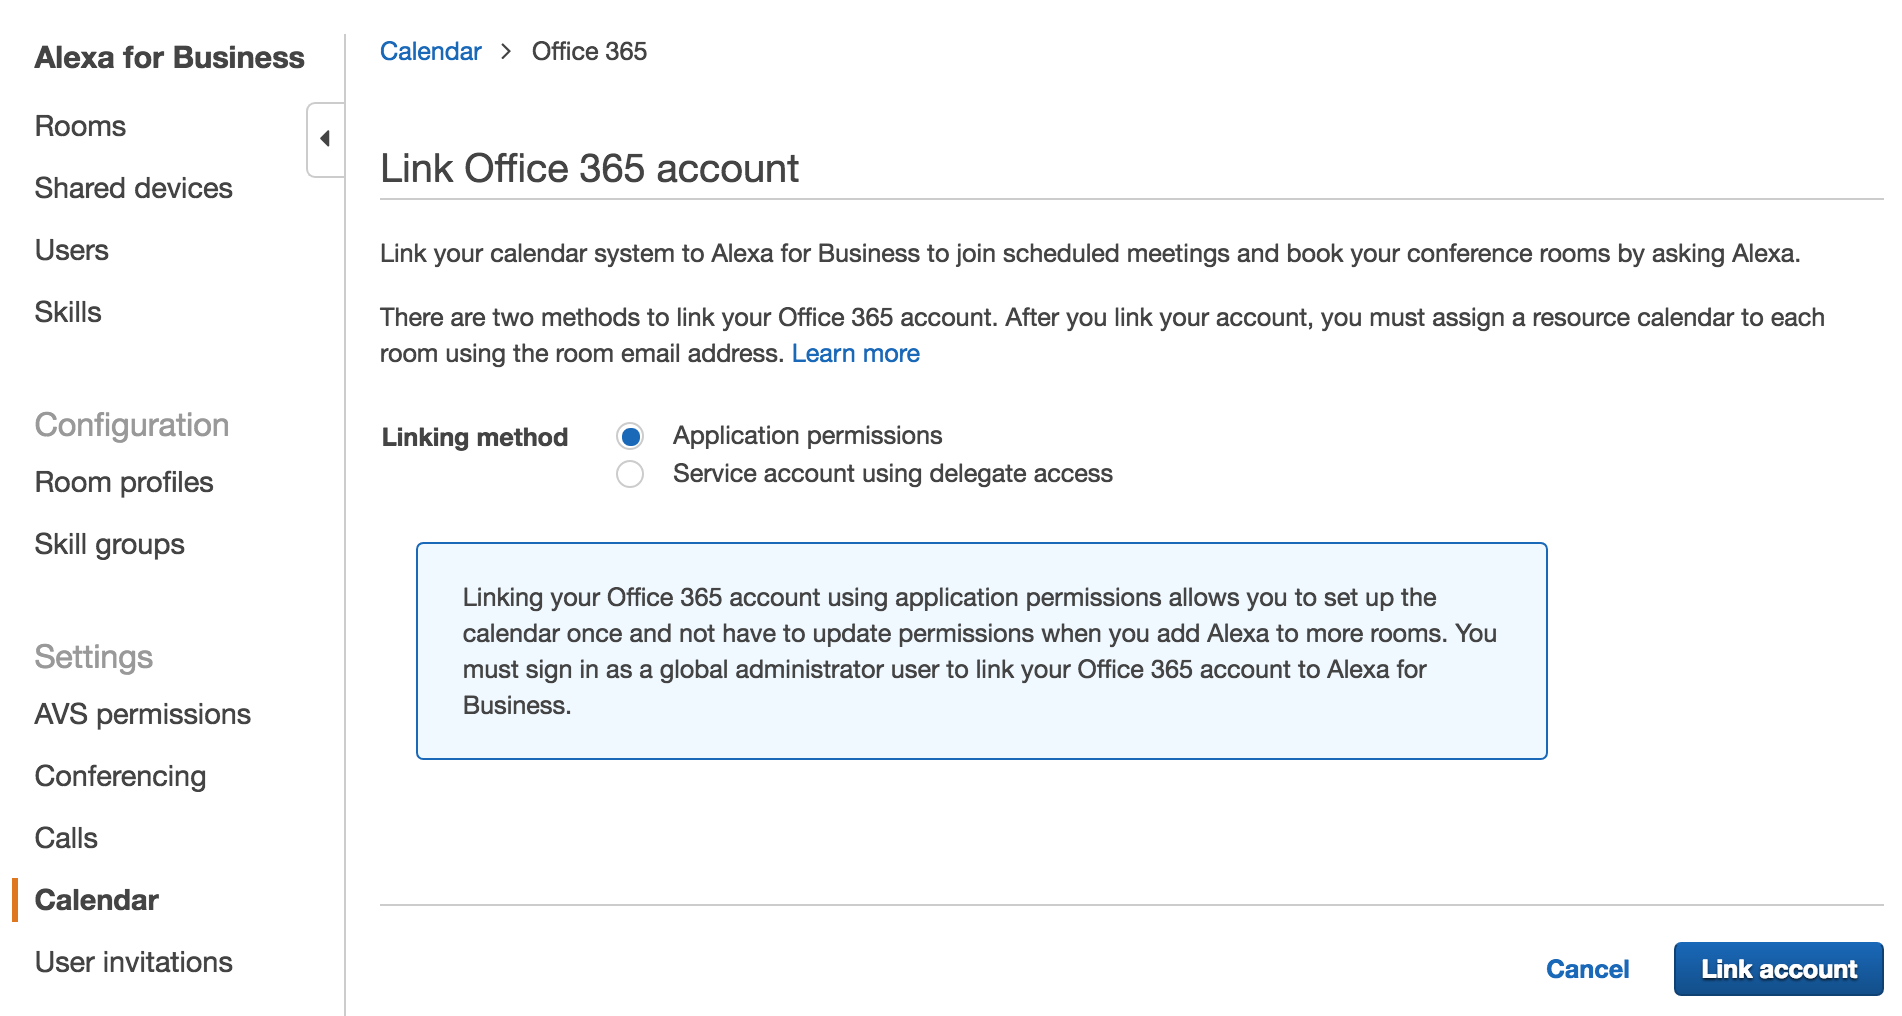 Alexa for Business
Rooms
Shared devices
Users
Skills
Configuration
Room profiles
Skill groups
Settings
AVS permissions
Conferencing
Calls
Calendar
User invitations
Calendar > Office 365
Link Office 365 account
Link your calendar system to Alexa for Business to join scheduled meetings and book your conference rooms by asking Alexa.
There are two methods to link your Office 365 account. After you link your account, you must assign a resource calendar to each
room using the room email address. Learn more
Linking method
Application permissions
Service account using delegate access
Linking your Office 365 account using application permissions allows you to set up the
calendar once and not have to update permissions when you add Alexa to more rooms. You
must sign in as a global administrator user to link your Office 365 account to Alexa for
Business.
Cancel
Link account